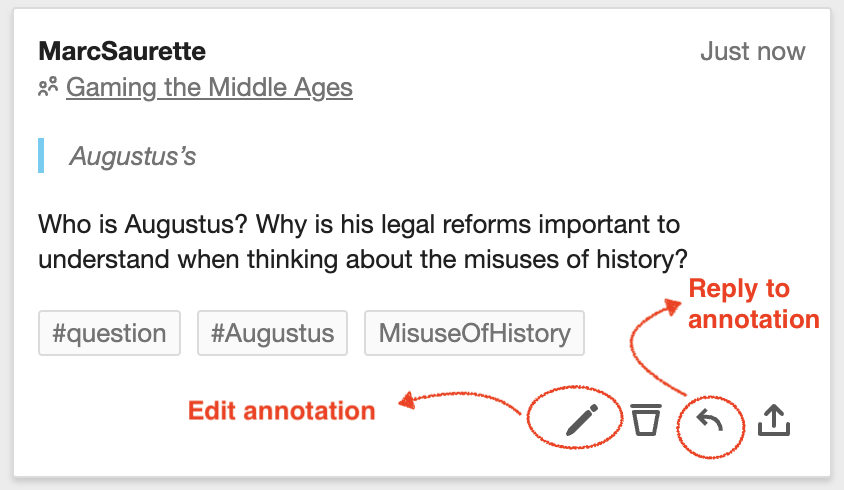 MarcSaurette
Just now
Gaming the Middle Ages
Augustus’s
Who is Augustus? Why is his legal reforms important to
understand when thinking about the misuses of history?
Reply to
annotation
#question
#Augustus
MisuseOfHistory
Edit annotation